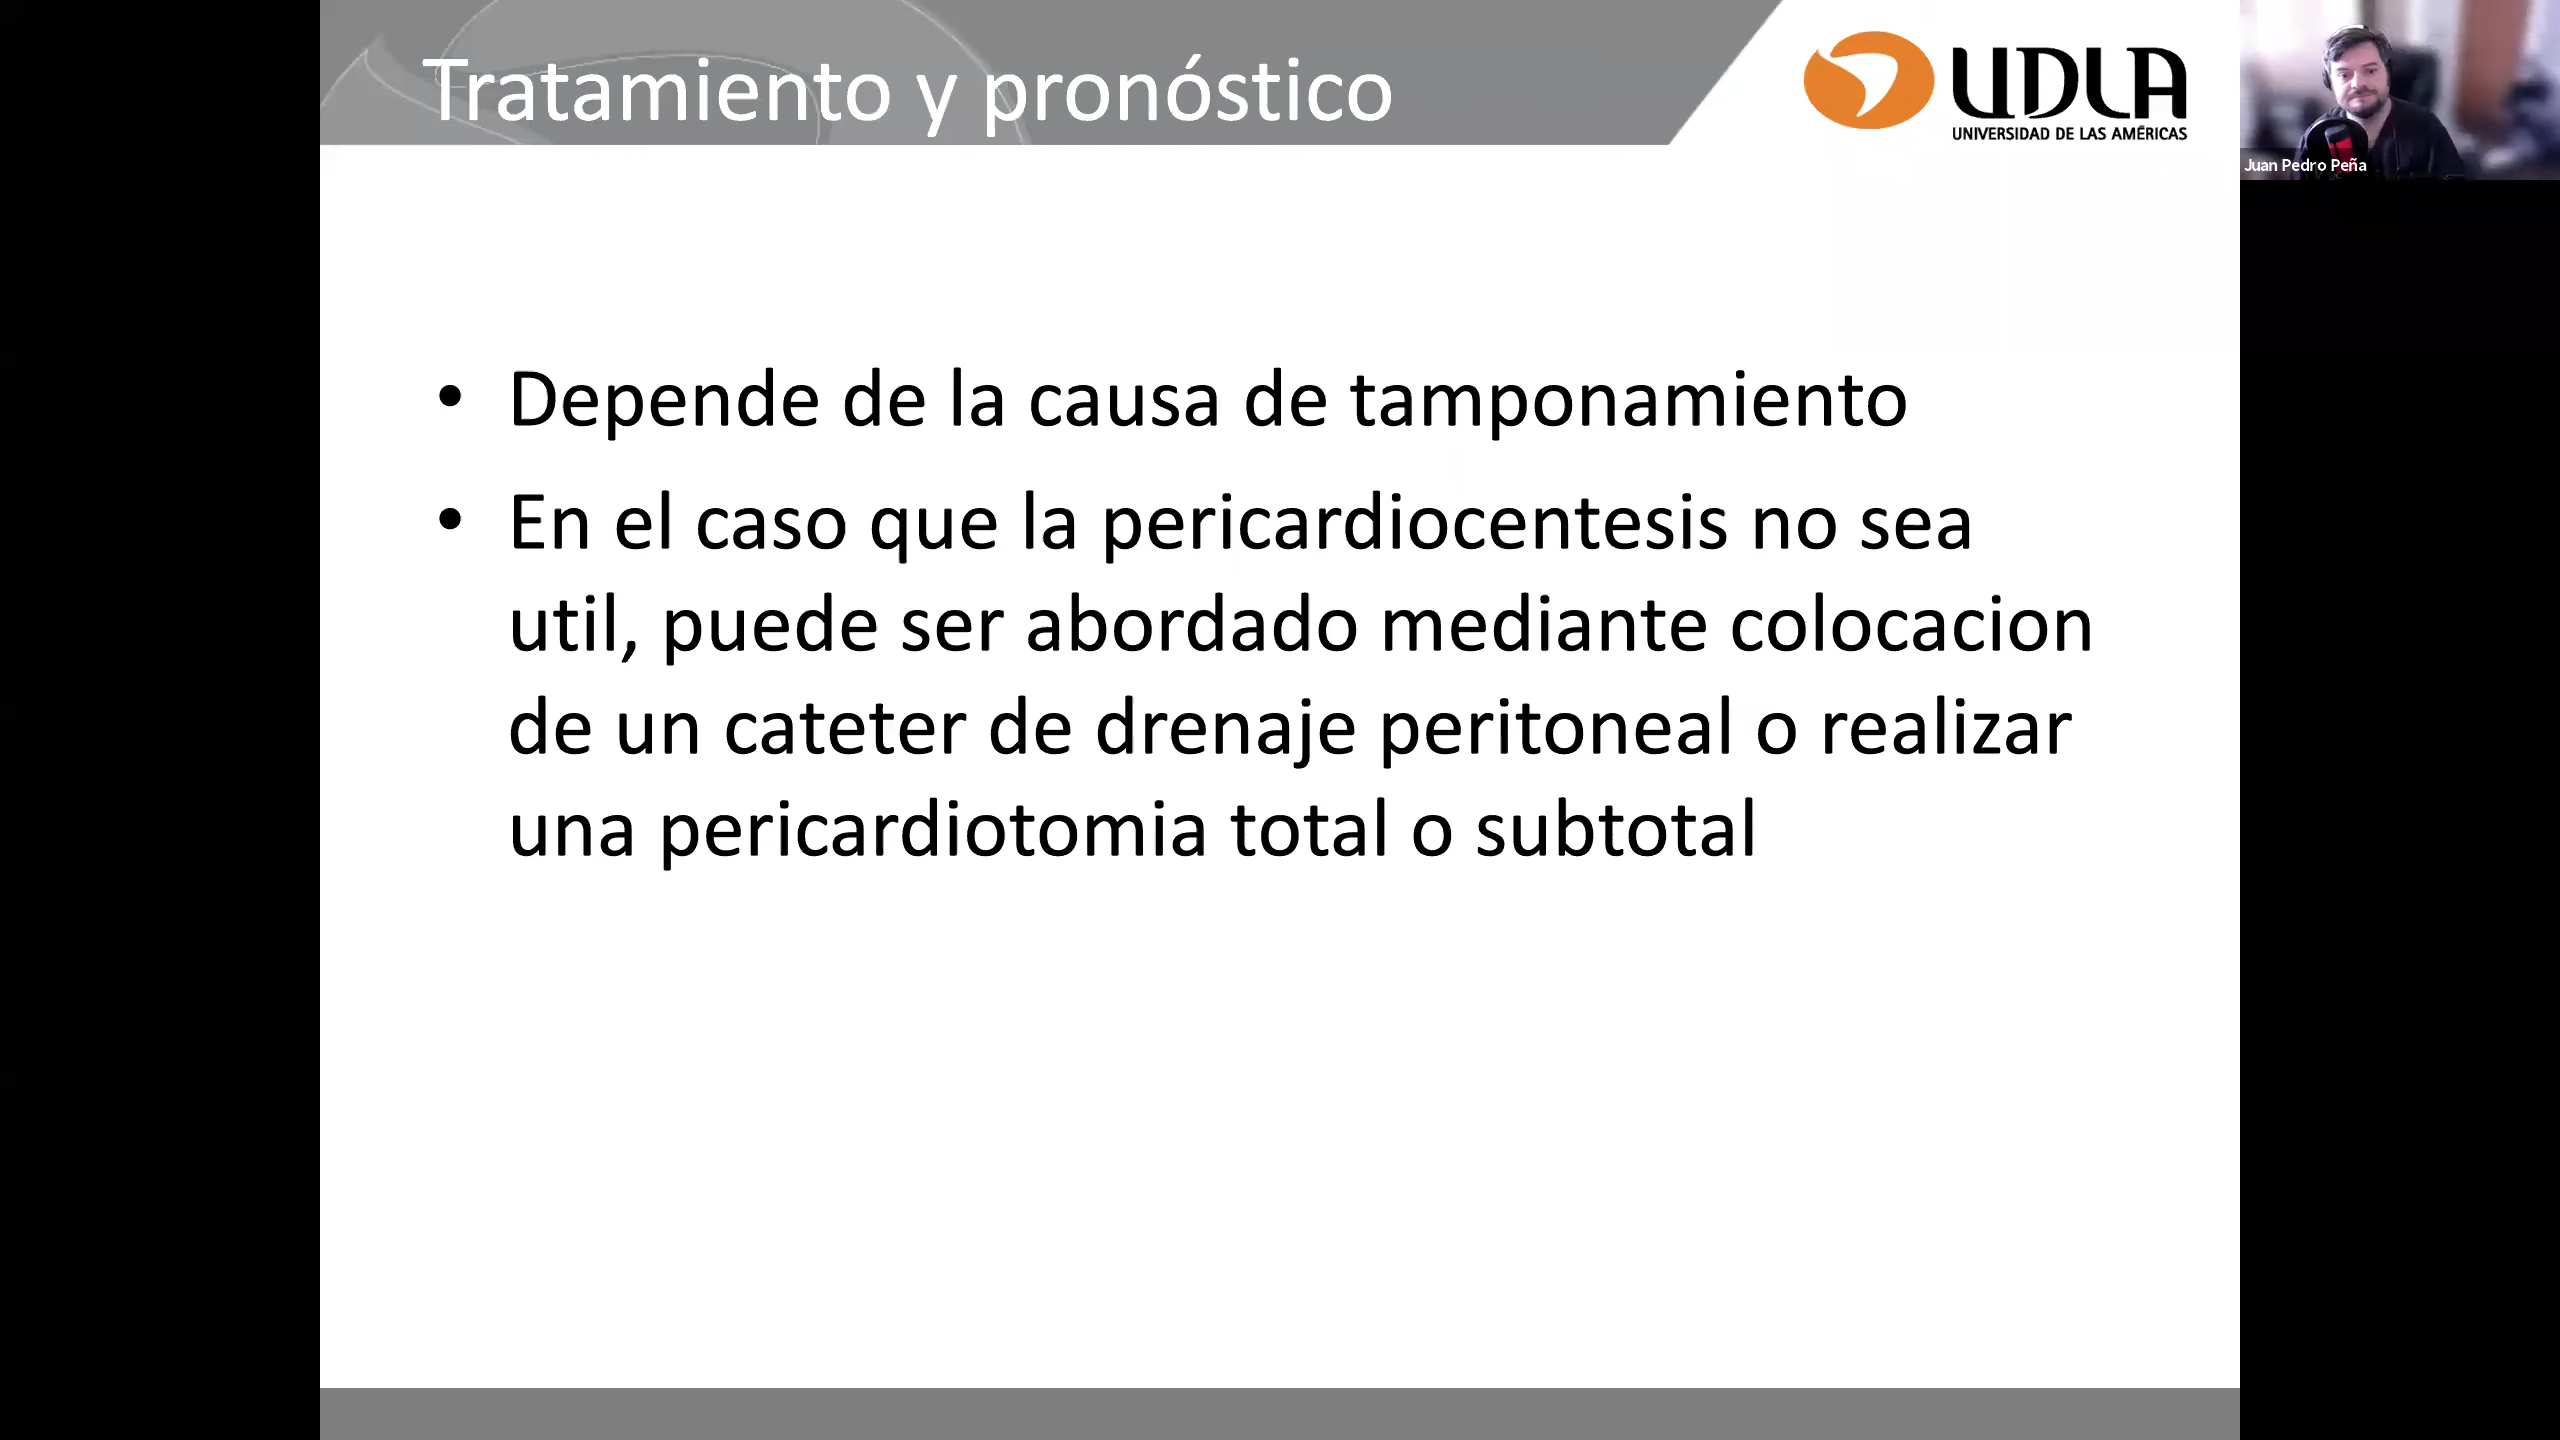 Tratamiento y pronóstico
UDLA
UNIVERSIDAD DE LAS AMÉRICAS
Juan Pedro Peña
• Depende de la causa de tamponamiento
• En el caso que la pericardiocentesis no sea
util, puede ser abordado mediante colocacion
de un cateter de drenaje peritoneal o realizar
una pericardiotomia total o subtotal